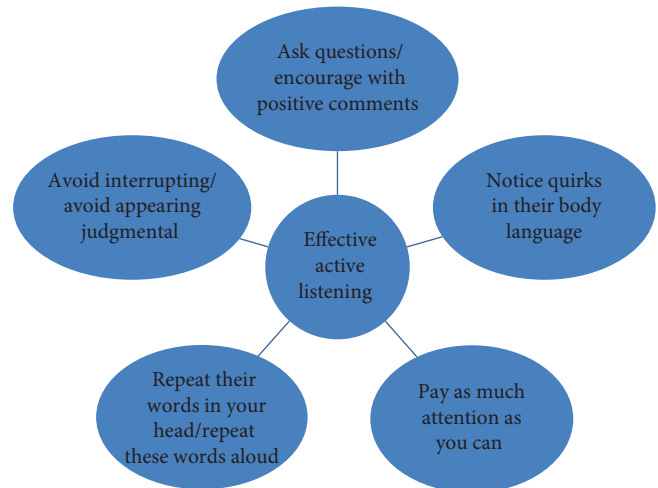 Ask questions/
encourage with
positive comments
Avoid interrupting/
avoid appearing
judgmental
Notice quirks
in their body
language
Effective
active
listening
Repeat their
words in your
head/repeat
these words aloud
Pay as much
attention as
you can